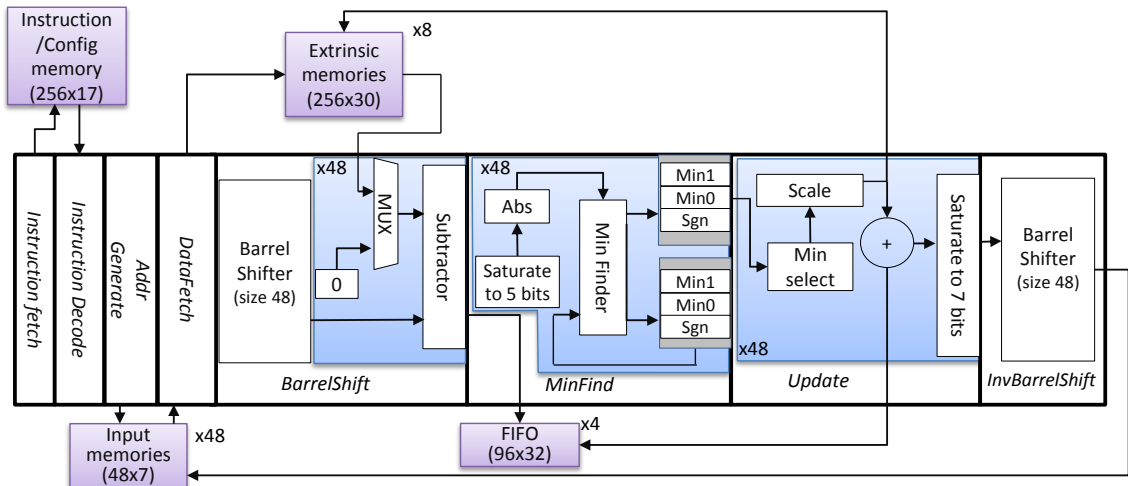 Instruction
/Config
memory
(256x17)
x8
Extrinsic
memories
(256x30)
Instruction fetch
Instruction Decode
Addr
Generate
DataFetch
Barrel
Shifter
(size 48)
x48
MUX
0
Subtractor
BarrelShift
x48
Abs
Saturate
to 5 bits
Min Finder
Min1
Min0
Sgn
Min1
Min0
Sgn
MinFind
Scale
Min
select
+
Saturate to 7 bits
x48
Update
Barrel
Shifter
(size 48)
InvBarrelShift
Input
memories
(48x7)
x48
FIFO
(96x32)
x4